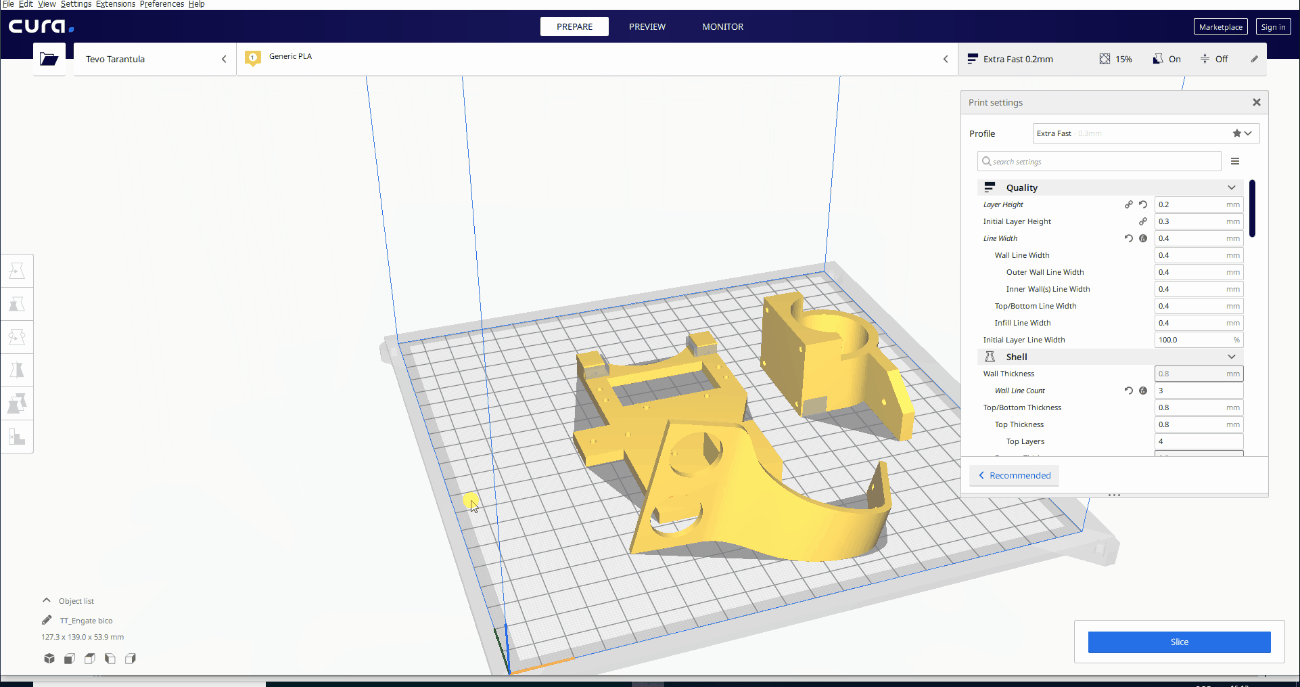 File Edit View Settings Extensions Preferences Help
cura.
PREPARE PREVIEW MONITOR
Marketplace Sign in
Tevo Tarantula
1 Generic PLA
Extra Fast 0.2mm 15% On Off
Print settings
Profile Extra Fast - 0.3mm
search settings
Quality
Layer Height 0.2 mm
Initial Layer Height 0.3 mm
Line Width 0.4 mm
Wall Line Width 0.4 mm
Outer Wall Line Width 0.4 mm
Inner Wall(s) Line Width 0.4 mm
Top/Bottom Line Width 0.4 mm
Infill Line Width 0.4 mm
Initial Layer Line Width 100.0 %
Shell
Wall Thickness 0.8 mm
Wall Line Count 3
Top/Bottom Thickness 0.8 mm
Top Thickness 0.8 mm
Top Layers 4
Recommended
Object list
TT_Engate bico
127.3 x 139.0 x 53.9 mm
Slice